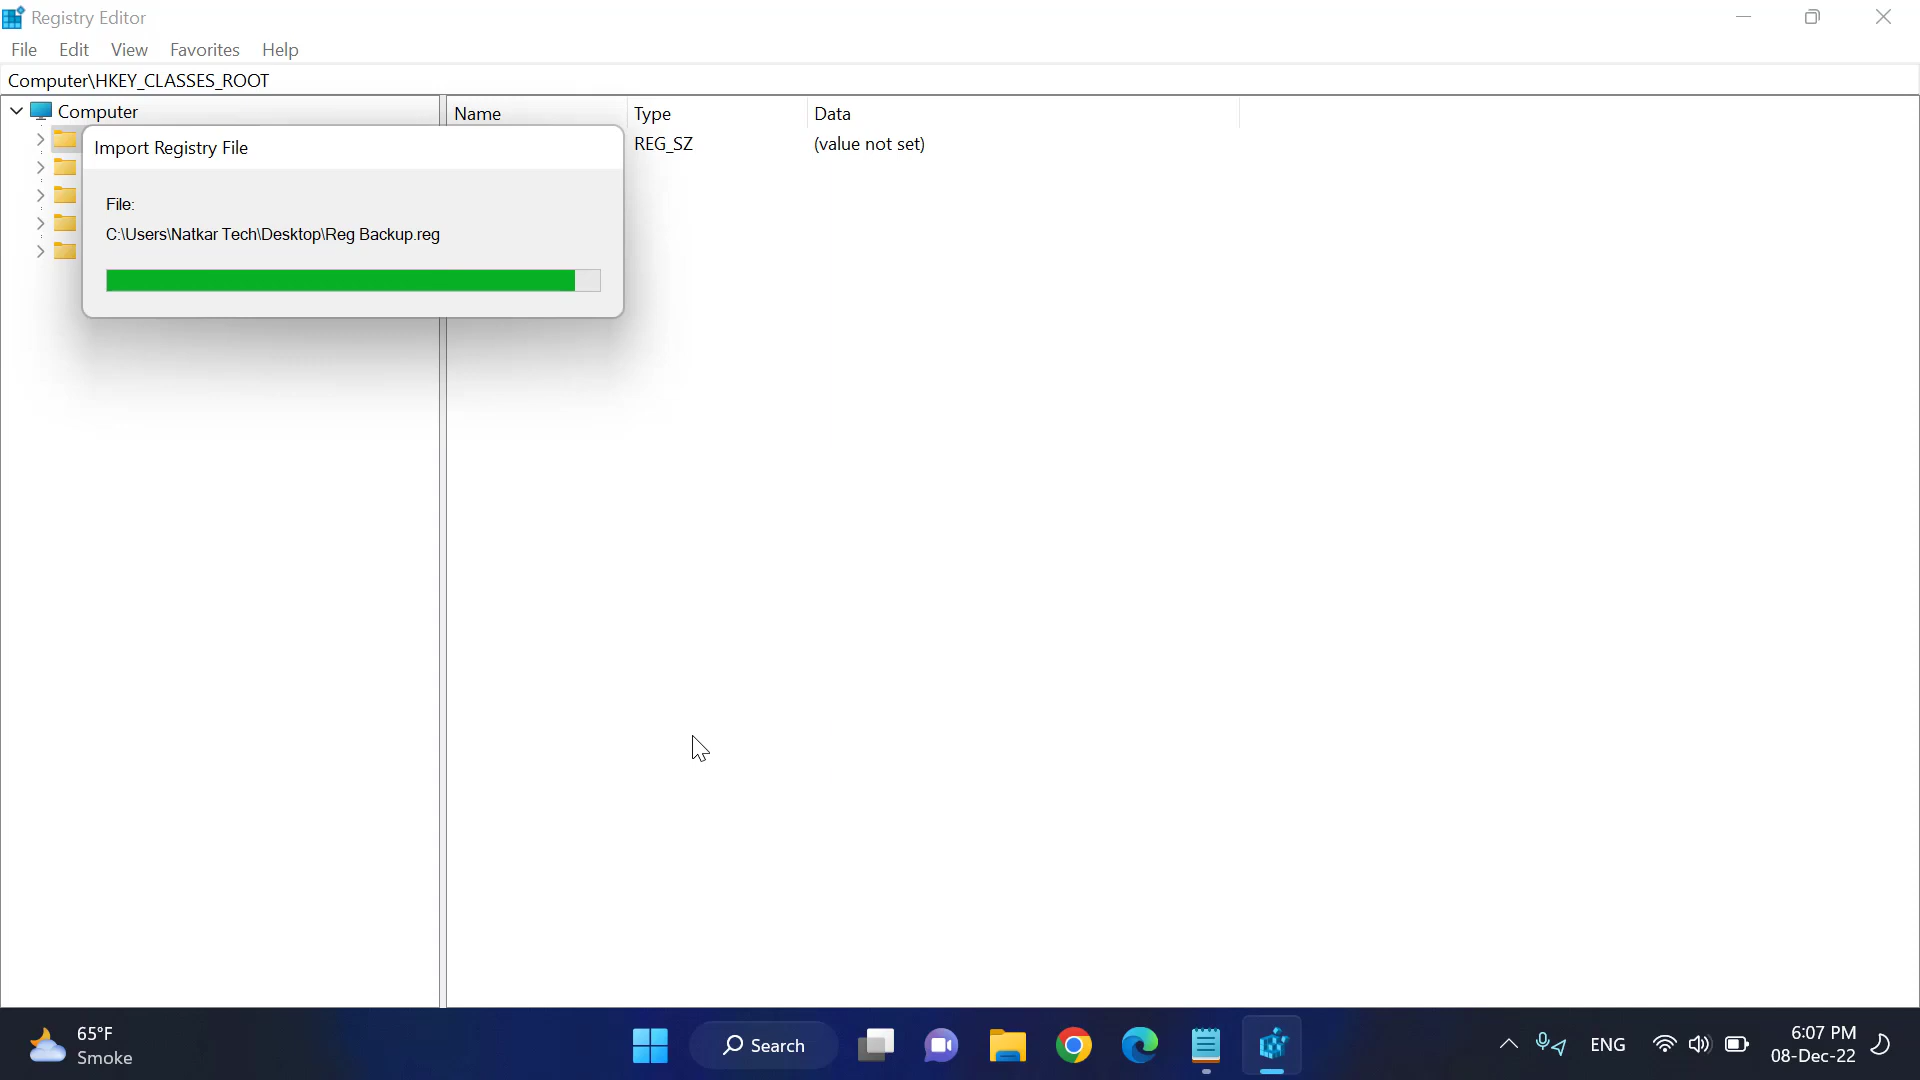 Registry Editor
File Edit View Favorites Help
Computer\HKEY_CLASSES_ROOT
Computer
Name Type Data
REG_SZ (value not set)
Import Registry File
File:
C:\Users\Natkar Tech\Desktop\Reg Backup.reg
65°F
Smoke
Search
ENG
6:07 PM
08-Dec-22